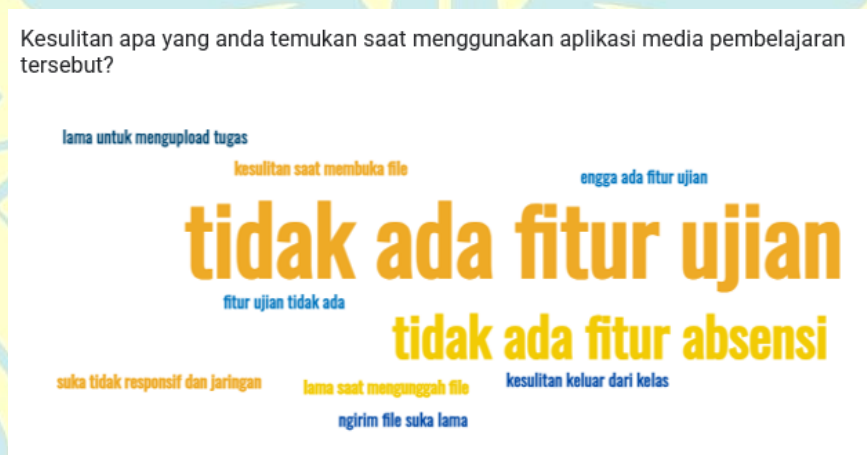 Kesulitan apa yang anda temukan saat menggunakan aplikasi media pembelajaran
tersebut?
lama untuk mengupload tugas
kesulitan saat membuka file
engga ada fitur ujian
tidak ada fitur ujian
fitur ujian tidak ada
tidak ada fitur absensi
suka tidak responsif dan jaringan
lama saat mengunggah file
kesulitan keluar dari kelas
ngirim file suka lama